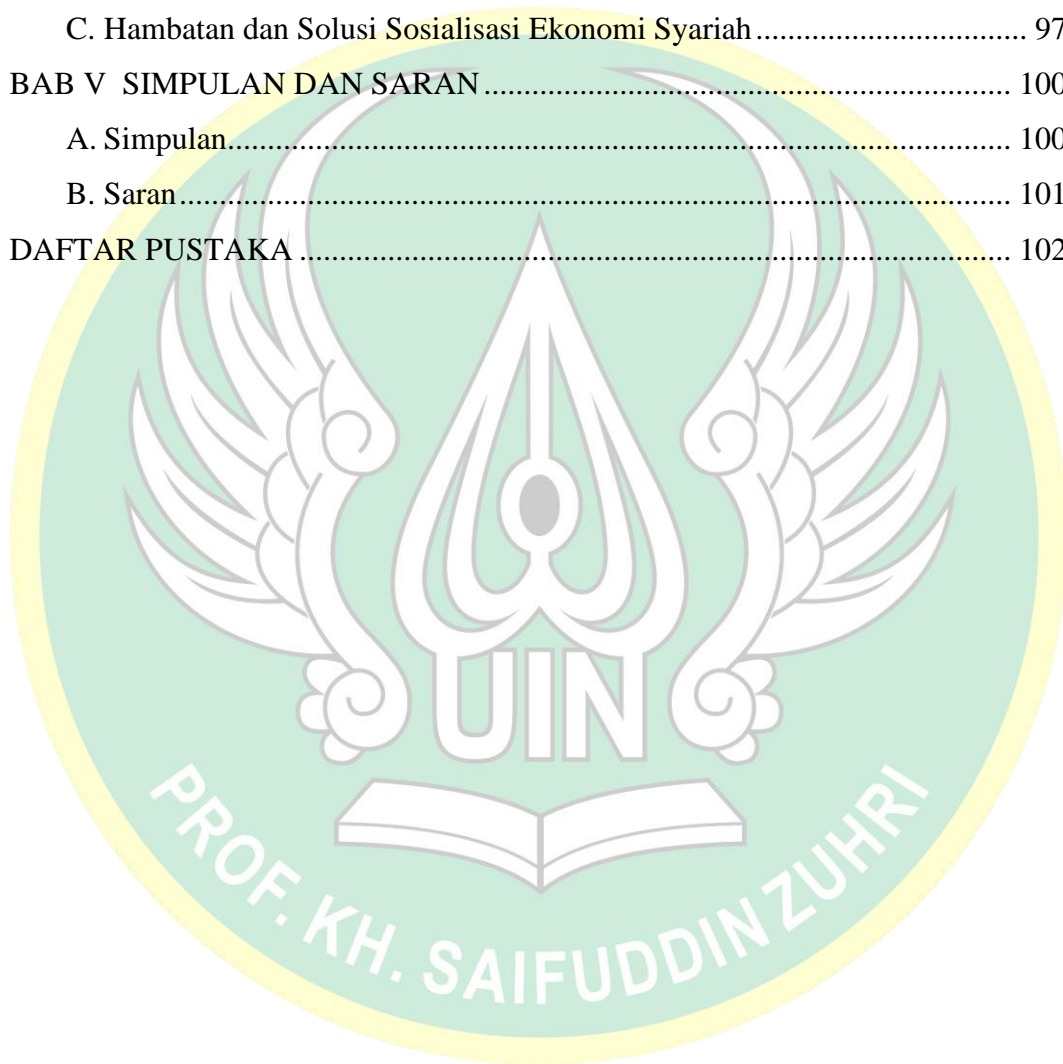 C. Hambatan dan Solusi Sosialisasi Ekonomi Syariah ................................ 97
BAB V SIMPULAN DAN SARAN ............................................................... 100
A. Simpulan ............................................................................................. 100
B. Saran ................................................................................................... 101
DAFTAR PUSTAKA ..................................................................................... 102
UIN
PROF. KH. SAIFUDDIN ZUHRI